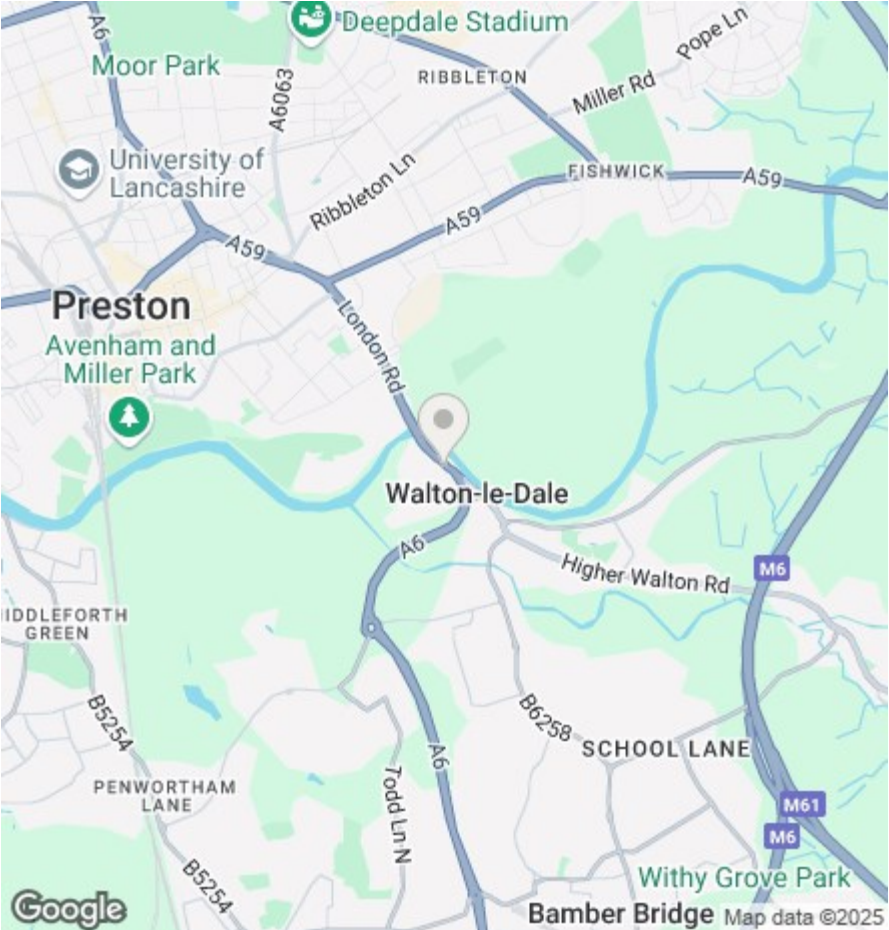 A6
Deepdale Stadium
Moor Park
RIBBLETON
Pope Ln
A6063
Miller Rd
University of
Lancashire
Ribbleton Ln
FISHWICK
A59
A59
A59
Preston
London Rd
Avenham and
Miller Park
Walton-le-Dale
A6
Higher Walton Rd
M6
IDDLEFORTH
GREEN
B5254
B6258
A6
SCHOOL LANE
PENWORTHAM
LANE
Todd Ln N
M61
M6
B5254
Withy Grove Park
Google
Bamber Bridge
Map data ©2025